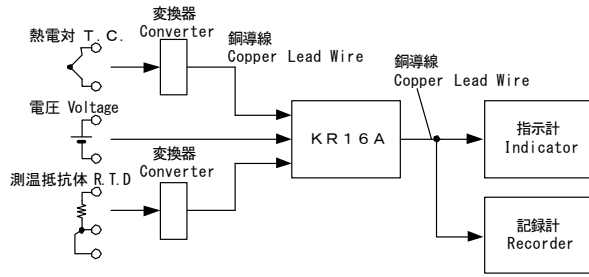 熱電対 T.C.
変換器
Converter
銅導線
Copper Lead Wire
電圧 Voltage
KR16A
銅導線
Copper Lead Wire
指示計
Indicator
測温抵抗体 R.T.D
変換器
Converter
記録計
Recorder